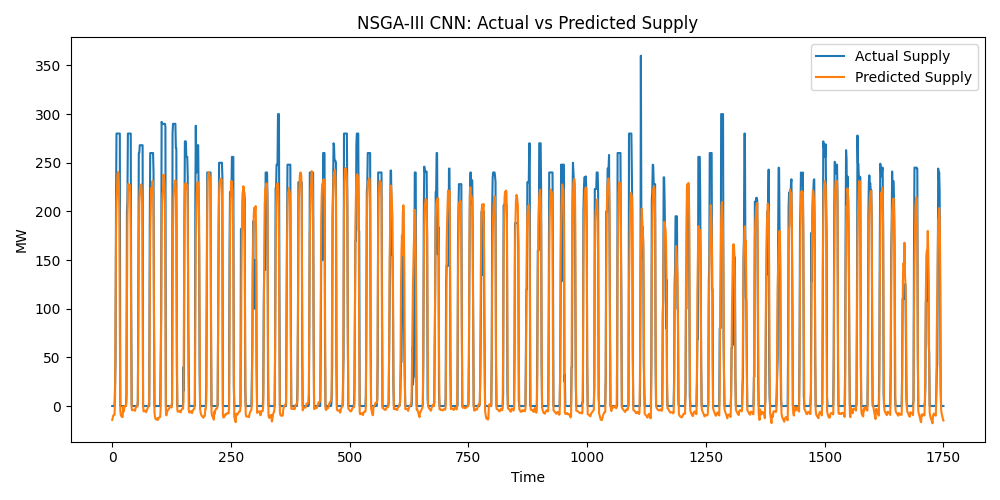 NSGA-III CNN: Actual vs Predicted Supply
Actual Supply
Predicted Supply
MW
350
300
250
200
150
100
50
0
0 250 500 750 1000 1250 1500 1750
Time